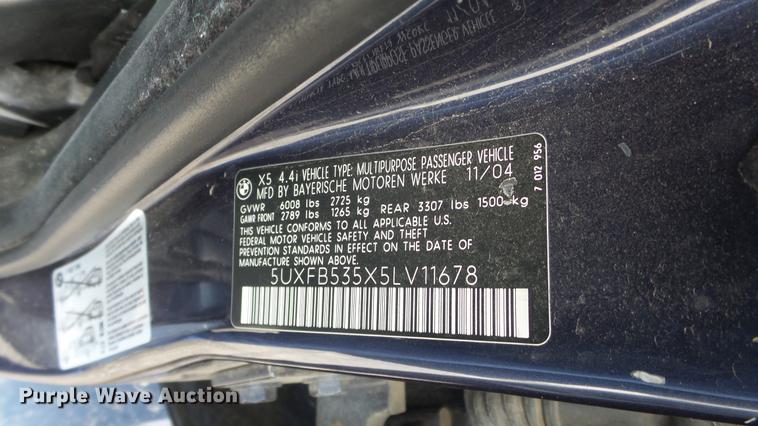 X5 4.4i VEHICLE TYPE: MULTIPURPOSE PASSENGER VEHICLE
MFD BY BAYERISCHE MOTOREN WERKE 11/04
GVWR 6008 lbs 2725 kg
GAWR FRONT 2789 lbs 1265 kg REAR 3307 lbs 1500 kg
THIS VEHICLE CONFORMS TO ALL APPLICABLE U.S.
FEDERAL MOTOR VEHICLE SAFETY AND THEFT
PREVENTION STANDARDS IN EFFECT ON THE DATE OF
MANUFACTURE SHOWN ABOVE.
5UXFB535X5LV11678
7 012 956
Purple Wave Auction